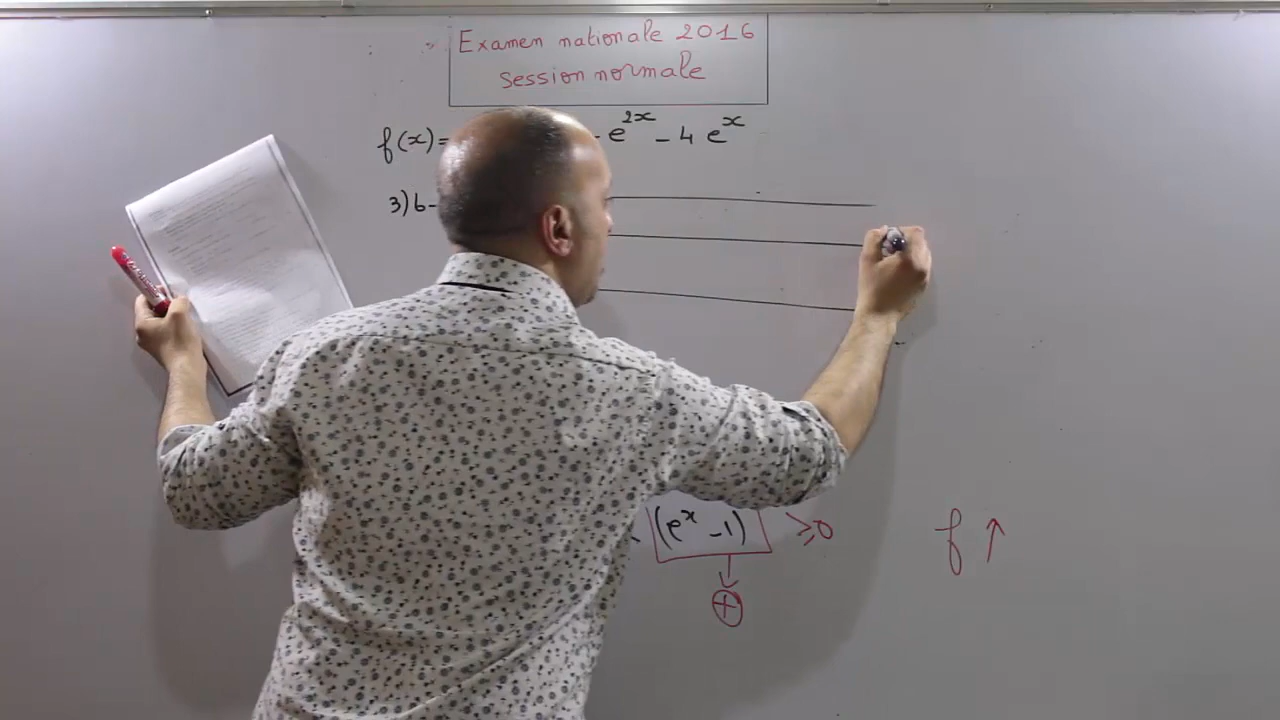 Examen nationale 2016
session normale
f(x)= - e^{2x} - 4 e^x
3) b-
(e^x - 1) ≥0 f ↑
+